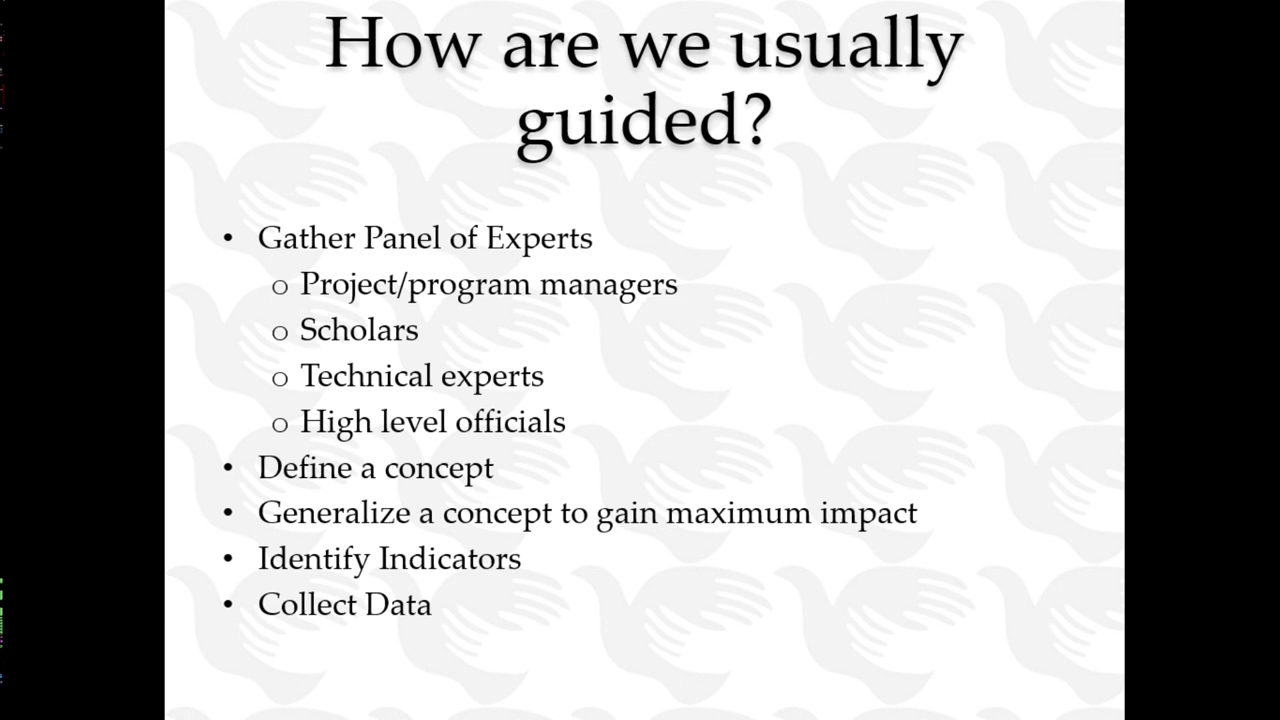 How are we usually
guided?
• Gather Panel of Experts
o Project/program managers
o Scholars
o Technical experts
o High level officials
• Define a concept
• Generalize a concept to gain maximum impact
• Identify Indicators
• Collect Data